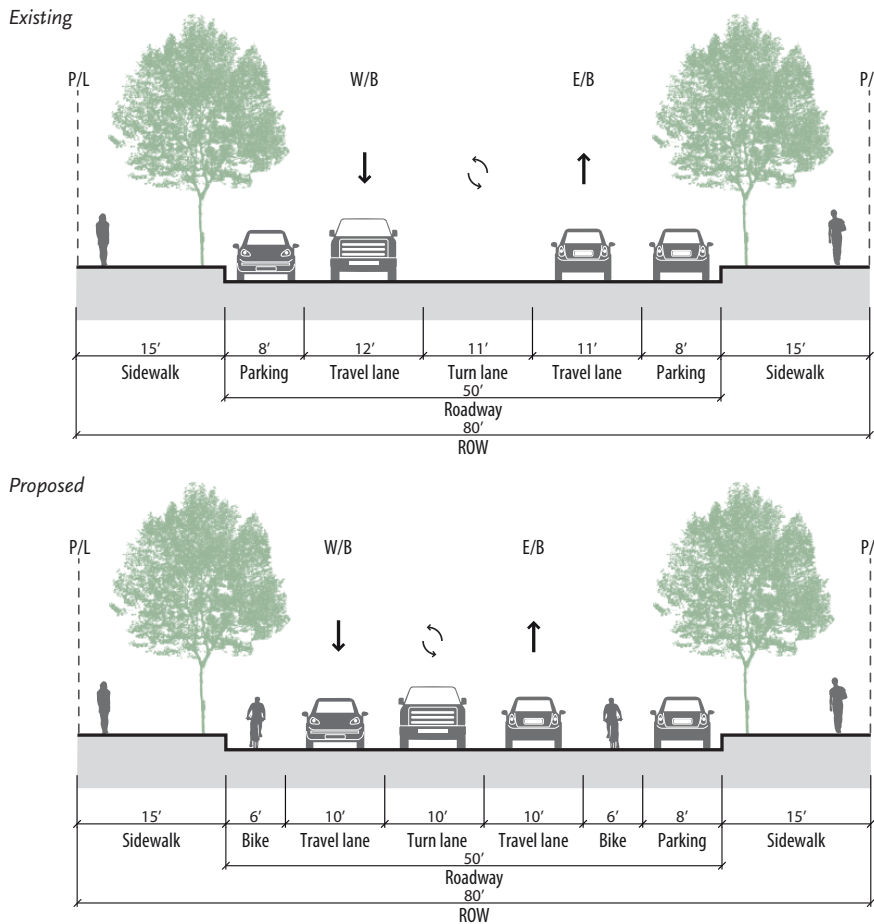 Existing
P/L W/B E/B P/
15′ 8′ 12′ 11′ 11′ 8′ 15′
Sidewalk Parking Travel lane Turn lane Travel lane Parking Sidewalk
50′
Roadway
80′
ROW
Proposed
P/L W/B E/B P/
15′ 6′ 10′ 10′ 10′ 6′ 8′ 15′
Sidewalk Bike Travel lane Turn lane Travel lane Bike Parking Sidewalk
50′
Roadway
80′
ROW